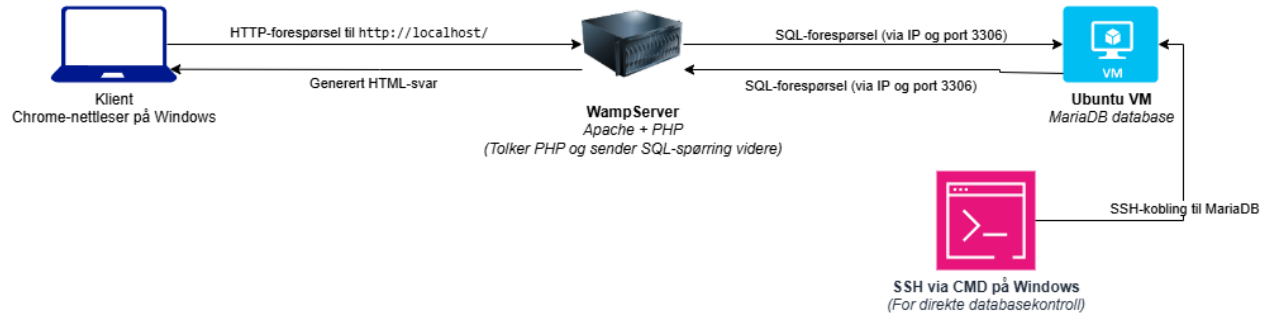 HTTP-forespørsel til http://localhost/
Generert HTML-svar
Klient
Chrome-nettleser på Windows
WampServer
Apache + PHP
(Tolker PHP og sender SQL-spørring videre)
SQL-forespørsel (via IP og port 3306)
SQL-forespørsel (via IP og port 3306)
VM
Ubuntu VM
MariaDB database
SSH-kobling til MariaDB
SSH via CMD på Windows
(For direkte databasekontroll)